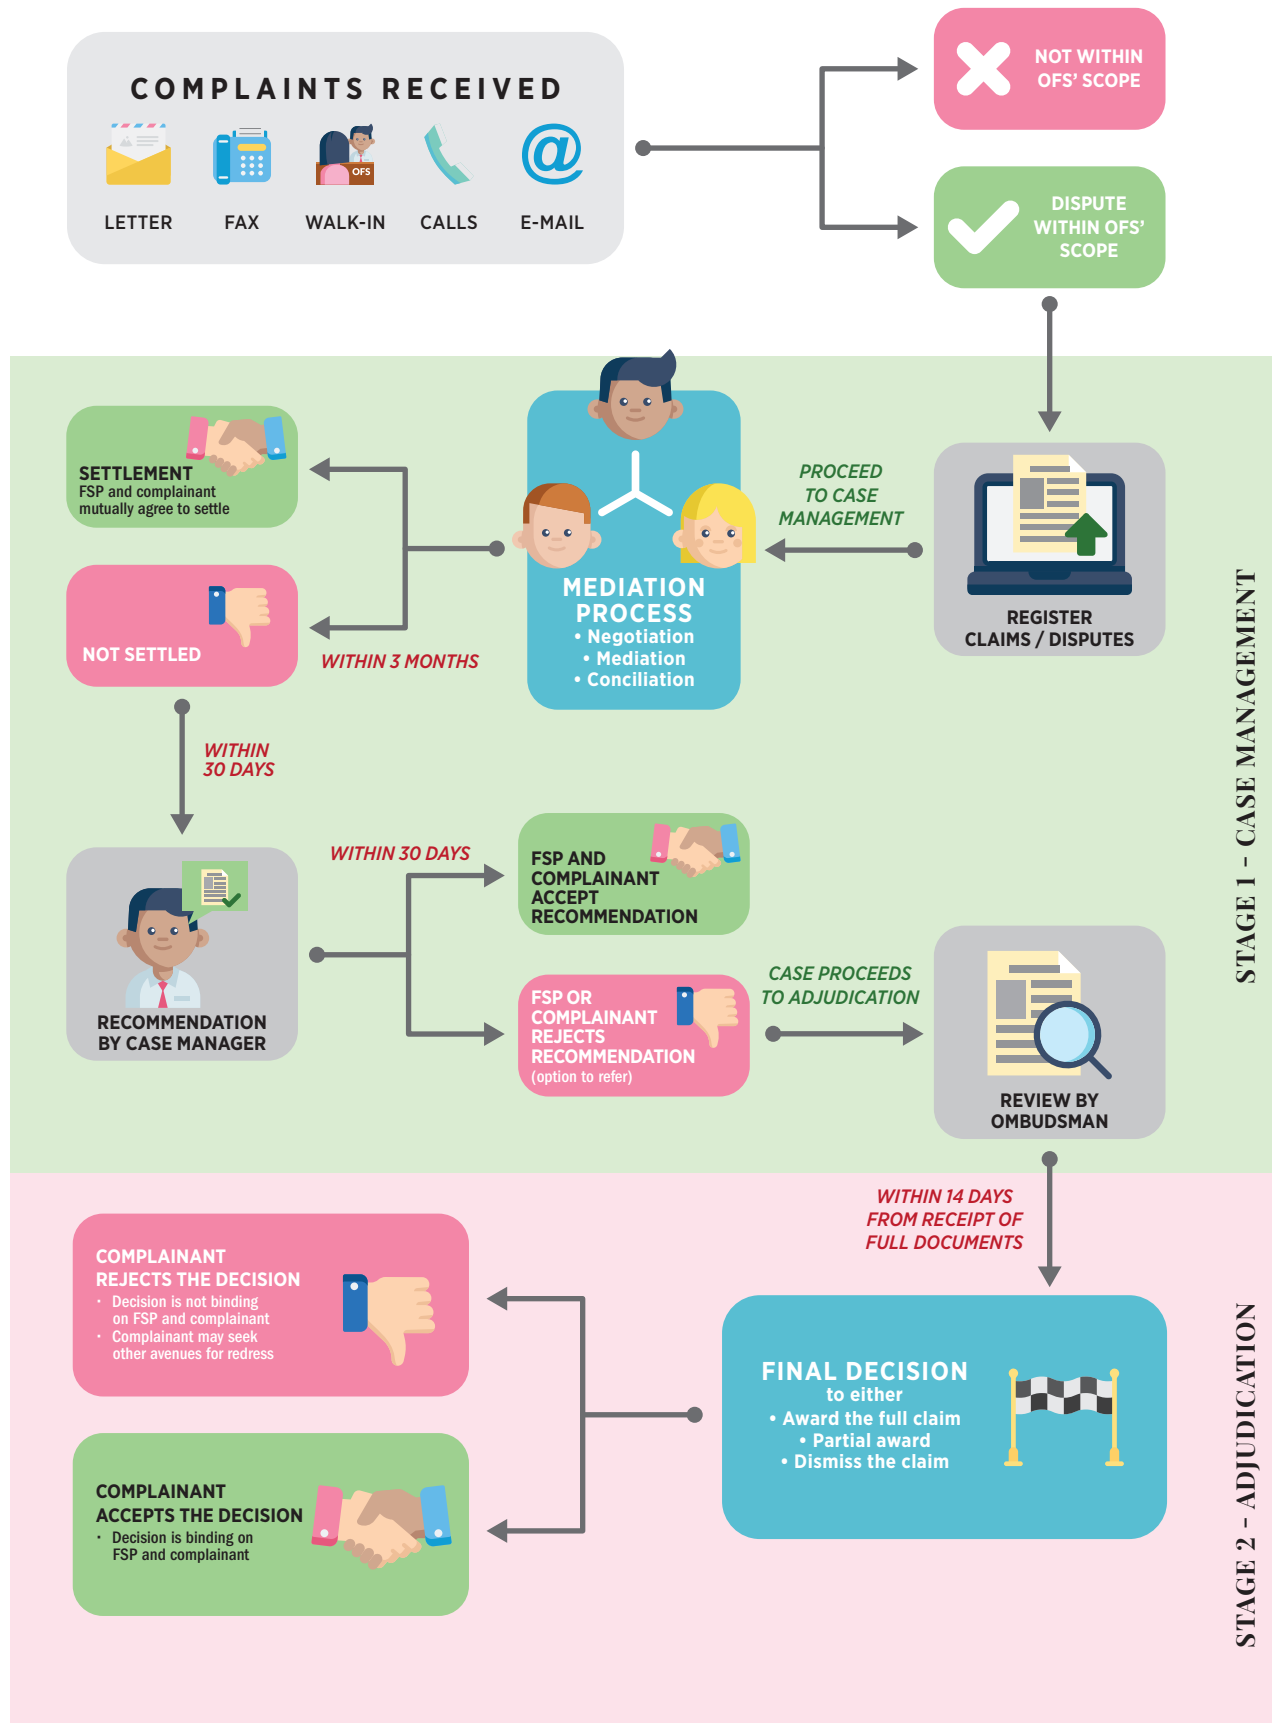 COMPLAINTS RECEIVED
OFS
LETTER
FAX
WALK-IN
CALLS
E-MAIL
NOT WITHIN
OFS’ SCOPE
DISPUTE
WITHIN OFS’
SCOPE
REGISTER
CLAIMS / DISPUTES
PROCEED
TO CASE
MANAGEMENT
MEDIATION
PROCESS
• Negotiation
• Mediation
• Conciliation
SETTLEMENT
FSP and complainant
mutually agree to settle
NOT SETTLED
WITHIN 3 MONTHS
WITHIN
30 DAYS
RECOMMENDATION
BY CASE MANAGER
WITHIN 30 DAYS
FSP AND
COMPLAINANT
ACCEPT
RECOMMENDATION
FSP OR
COMPLAINANT
REJECTS
RECOMMENDATION
(option to refer)
CASE PROCEEDS
TO ADJUDICATION
REVIEW BY
OMBUDSMAN
STAGE 1 – CASE MANAGEMENT
WITHIN 14 DAYS
FROM RECEIPT OF
FULL DOCUMENTS
FINAL DECISION
to either
• Award the full claim
• Partial award
• Dismiss the claim
COMPLAINANT
REJECTS THE DECISION
• Decision is not binding
on FSP and complainant
• Complainant may seek
other avenues for redress
COMPLAINANT
ACCEPTS THE DECISION
• Decision is binding on
FSP and complainant
STAGE 2 – ADJUDICATION